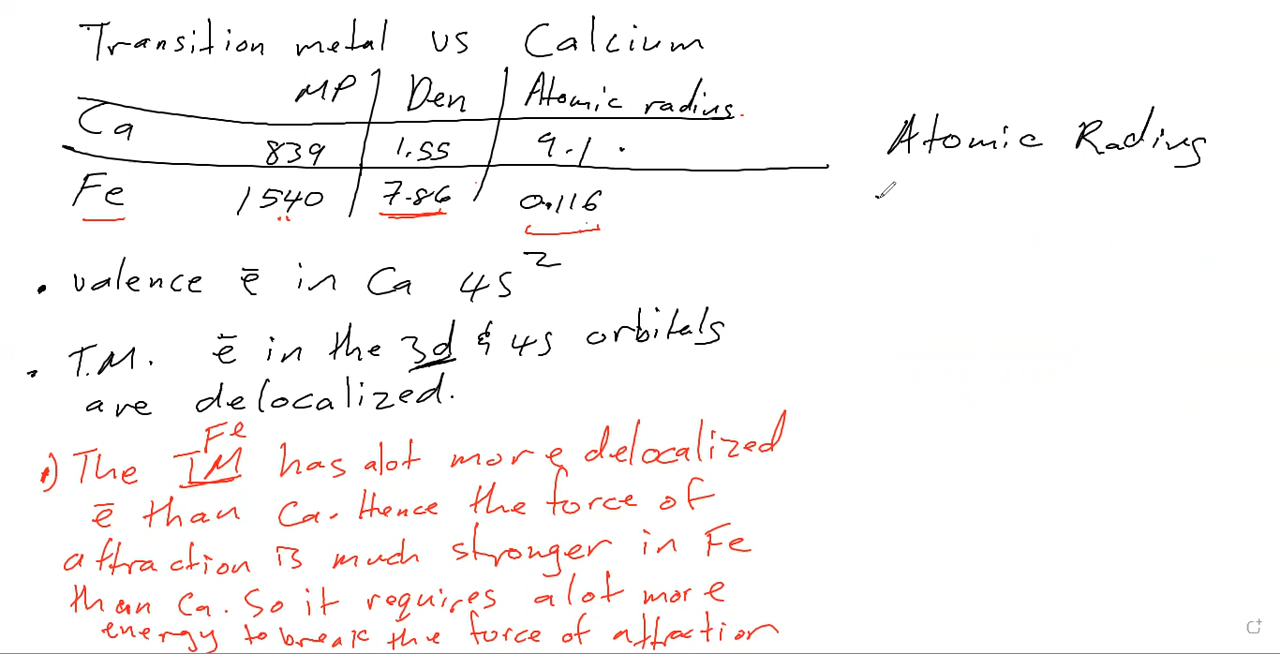 Transition metal vs Calcium
MP Den Atomic radius.
Ca 839 1.55 9.1.
Fe 1540 7.86 0.116
• valence ē in Ca 4s²
• T.M. ē in the 3d & 4s orbitals
are delocalized.
Fe
1) The TM has alot more delocalized
ē than Ca. Hence the force of
attraction is much stronger in Fe
than Ca. So it requires alot more
energy to break the force of attraction
Atomic Radius